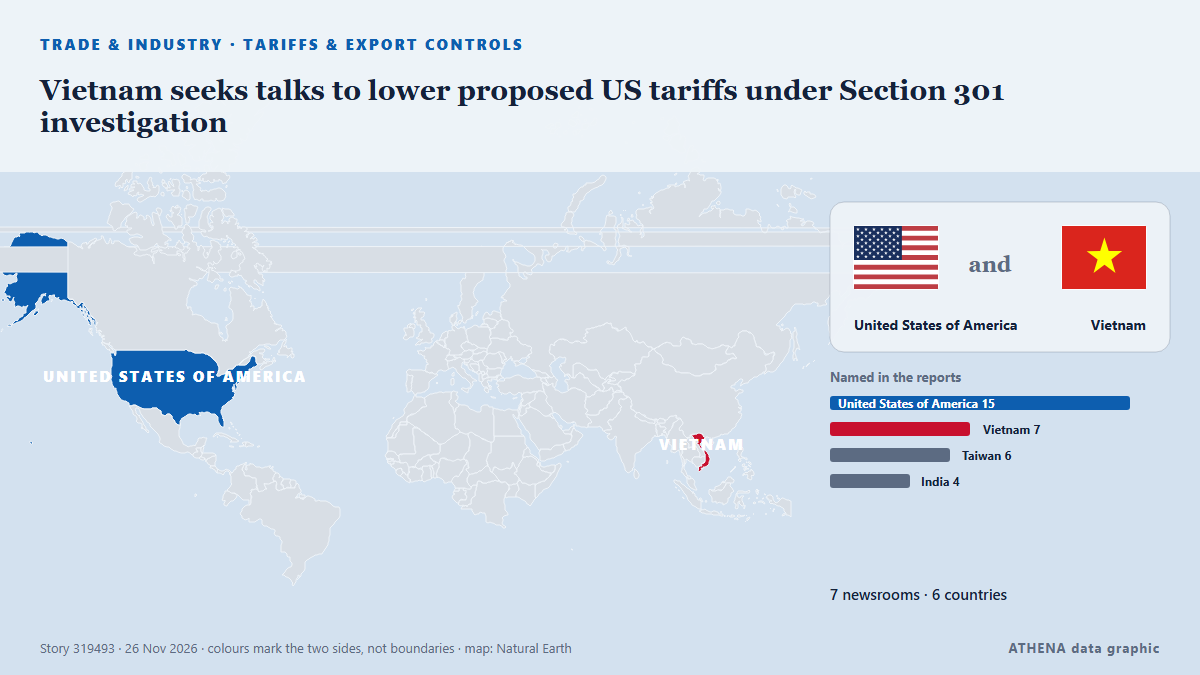 TRADE & INDUSTRY · TARIFFS & EXPORT CONTROLS
Vietnam seeks talks to lower proposed US tariffs under Section 301
investigation
UNITED STATES OF AMERICA
VIETNAM
and
United States of America
Vietnam
Named in the reports
United States of America 15
Vietnam 7
Taiwan 6
India 4
7 newsrooms · 6 countries
Story 319493 · 26 Nov 2026 · colours mark the two sides, not boundaries · map: Natural Earth
ATHENA data graphic